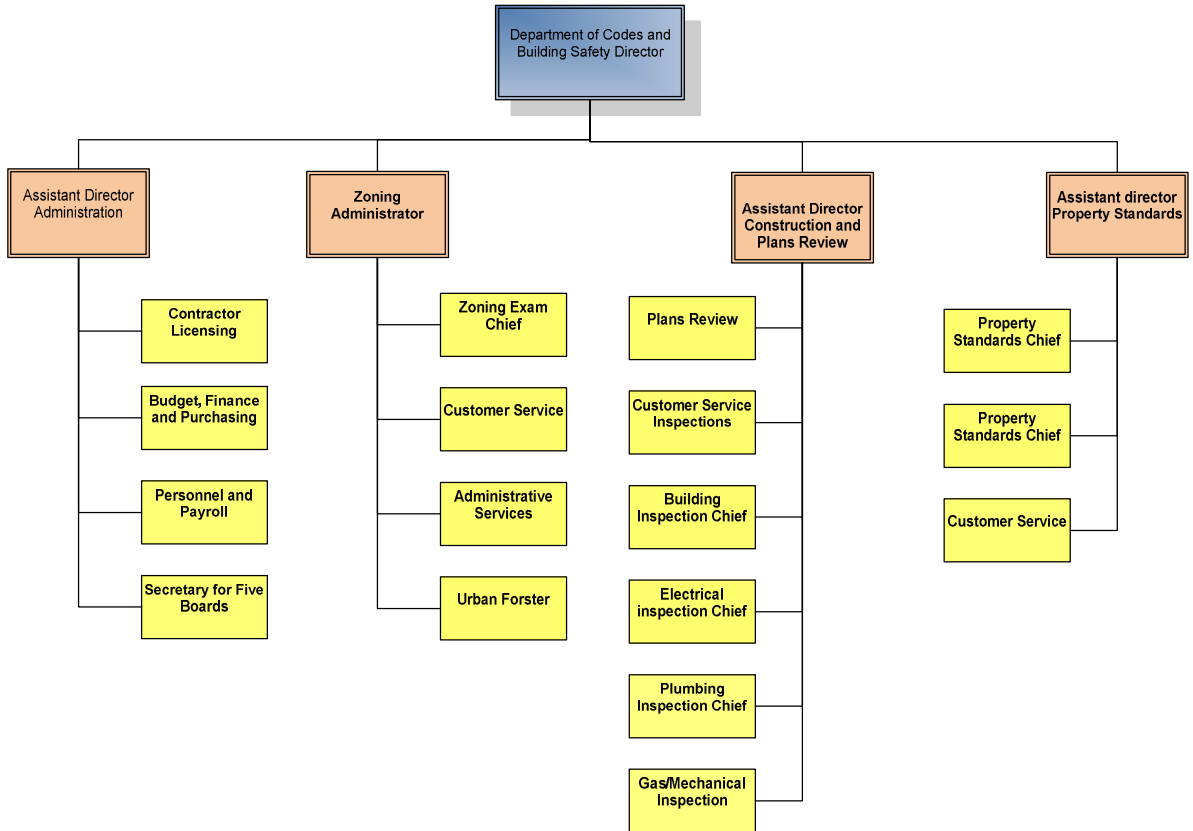 Department of Codes and
Building Safety Director
Assistant Director
Administration
Zoning
Administrator
Assistant Director
Construction and
Plans Review
Assistant director
Property Standards
Contractor
Licensing
Budget, Finance
and Purchasing
Personnel and
Payroll
Secretary for Five
Boards
Zoning Exam
Chief
Customer Service
Administrative
Services
Urban Forster
Plans Review
Customer Service
Inspections
Building
Inspection Chief
Electrical
inspection Chief
Plumbing
Inspection Chief
Gas/Mechanical
Inspection
Property
Standards Chief
Property
Standards Chief
Customer Service